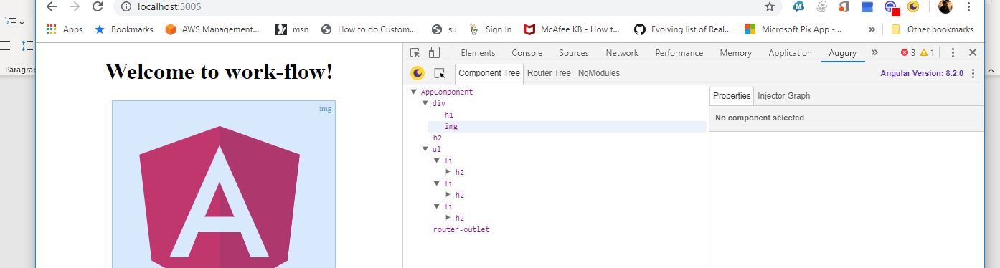 localhost:5005
Apps Bookmarks AWS Management... msn How to do Custom... su Sign In McAfee KB - How t... Evolving list of Real... Microsoft Pix App -... » Other bookmarks
Paragrap
Elements Console Sources Network Performance Memory Application Augury » 3 1
Component Tree Router Tree NgModules Angular Version: 8.2.0
Welcome to work-flow!
img
AppComponent
div
h1
img
h2
ul
li
h2
li
h2
li
h2
router-outlet
Properties Injector Graph
No component selected